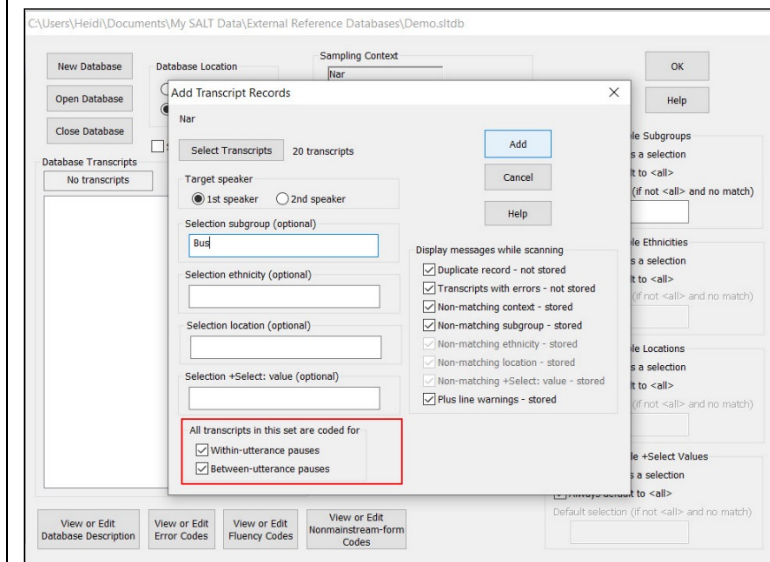 C:\Users\Heidi\Documents\My SALT Data\External Reference Databases\Demo.sltdb
New Database
Database Location
Sampling Context
Nar
OK
Open Database
Help
Close Database
Database Transcripts
No transcripts
Add Transcript Records
Nar
Select Transcripts
20 transcripts
Add
Target speaker
1st speaker
2nd speaker
Cancel
Help
Selection subgroup (optional)
Bus
Selection ethnicity (optional)
Selection location (optional)
Selection +Select: value (optional)
All transcripts in this set are coded for
Within-utterance pauses
Between-utterance pauses
Display messages while scanning
Duplicate record - not stored
Transcripts with errors - not stored
Non-matching context - stored
Non-matching subgroup - stored
Non-matching ethnicity - stored
Non-matching location - stored
Non-matching +Select: value - stored
Plus line warnings - stored
Subgroups
a selection
to <all>
(if not <all> and no match)
Ethnicities
a selection
to <all>
(if not <all> and no match)
Locations
a selection
to <all>
(if not <all> and no match)
+Select Values
a selection
to <all>
Default selection (if not <all> and no match)
View or Edit
Database Description
View or Edit
Error Codes
View or Edit
Fluency Codes
View or Edit
Nonmainstream-form
Codes